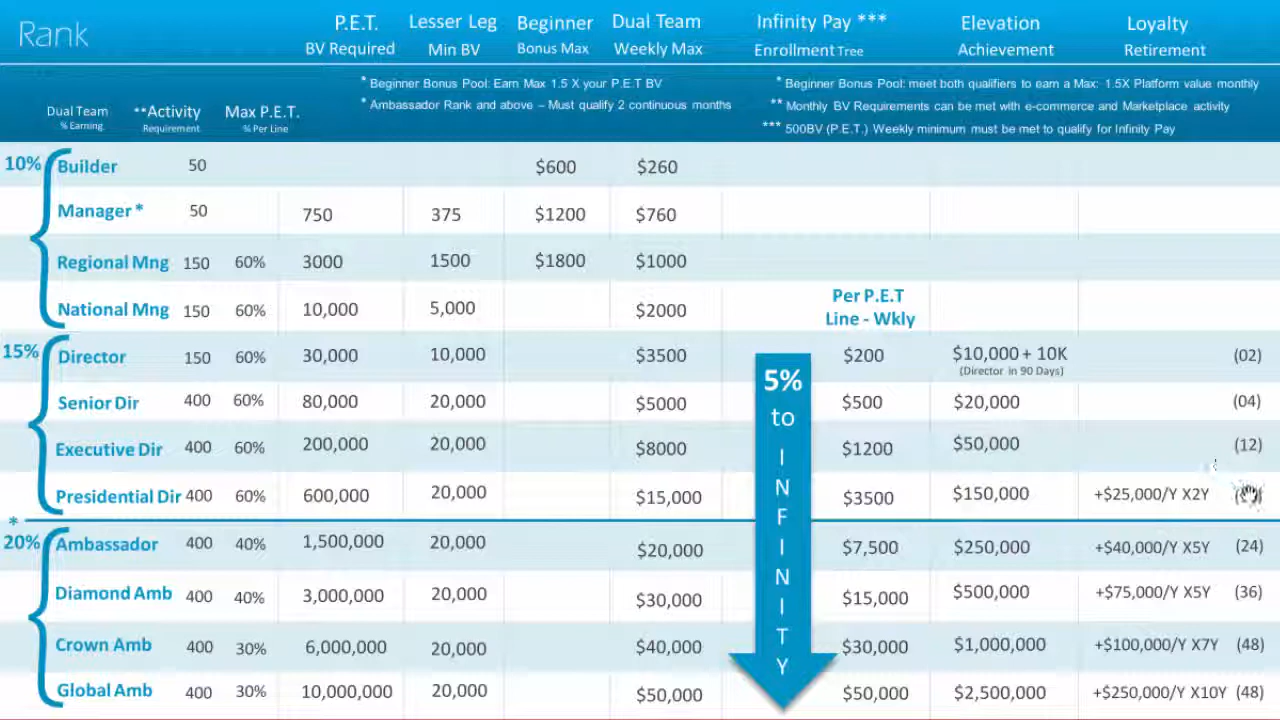 Rank
P.E.T. Lesser Leg Beginner Dual Team Infinity Pay *** Elevation Loyalty
BV Required Min BV Bonus Max Weekly Max Enrollment Tree Achievement Retirement
* Beginner Bonus Pool: Earn Max 1.5 X your P.E.T BV
* Ambassador Rank and above – Must qualify 2 continuous months
* Beginner Bonus Pool: meet both qualifiers to earn a Max: 1.5X Platform value monthly
** Monthly BV Requirements can be met with e-commerce and Marketplace activity
*** 500BV (P.E.T.) Weekly minimum must be met to qualify for Infinity Pay
Dual Team **Activity Max P.E.T.
% Earning Requirement % Per Line
10% Builder 50 $600 $260
Manager * 50 750 375 $1200 $760
Regional Mng 150 60% 3000 1500 $1800 $1000
National Mng 150 60% 10,000 5,000 $2000
Per P.E.T
Line - Wkly
15% Director 150 60% 30,000 10,000 $3500 $200 $10,000 + 10K (02)
(Director in 90 Days)
Senior Dir 400 60% 80,000 20,000 $5000 $500 $20,000 (04)
Executive Dir 400 60% 200,000 20,000 $8000 $1200 $50,000 (12)
Presidential Dir 400 60% 600,000 20,000 $15,000 $3500 $150,000 +$25,000/Y X2Y
*
20% Ambassador 400 40% 1,500,000 20,000 $20,000 $7,500 $250,000 +$40,000/Y X5Y (24)
Diamond Amb 400 40% 3,000,000 20,000 $30,000 $15,000 $500,000 +$75,000/Y X5Y (36)
Crown Amb 400 30% 6,000,000 20,000 $40,000 $30,000 $1,000,000 +$100,000/Y X7Y (48)
Global Amb 400 30% 10,000,000 20,000 $50,000 $50,000 $2,500,000 +$250,000/Y X10Y (48)
5%
to
INFINITY